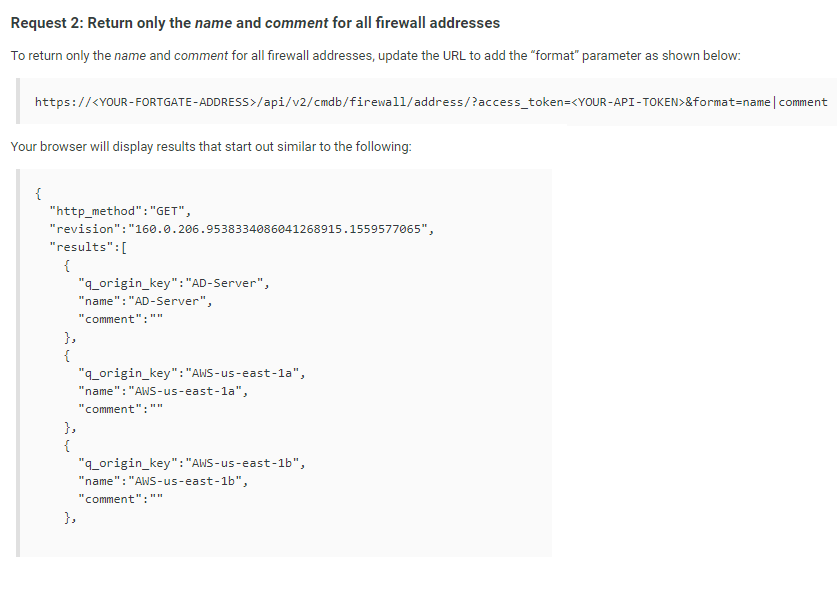 Request 2: Return only the name and comment for all firewall addresses
To return only the name and comment for all firewall addresses, update the URL to add the “format” parameter as shown below:
https://<YOUR-FORTGATE-ADDRESS>/api/v2/cmdb/firewall/address/?access_token=<YOUR-API-TOKEN>&format=name|comment
Your browser will display results that start out similar to the following:
{
  "http_method":"GET",
  "revision":"160.0.206.9538334086041268915.1559577065",
  "results":[
    {
      "q_origin_key":"AD-Server",
      "name":"AD-Server",
      "comment":""
    },
    {
      "q_origin_key":"AWS-us-east-1a",
      "name":"AWS-us-east-1a",
      "comment":""
    },
    {
      "q_origin_key":"AWS-us-east-1b",
      "name":"AWS-us-east-1b",
      "comment":""
    },